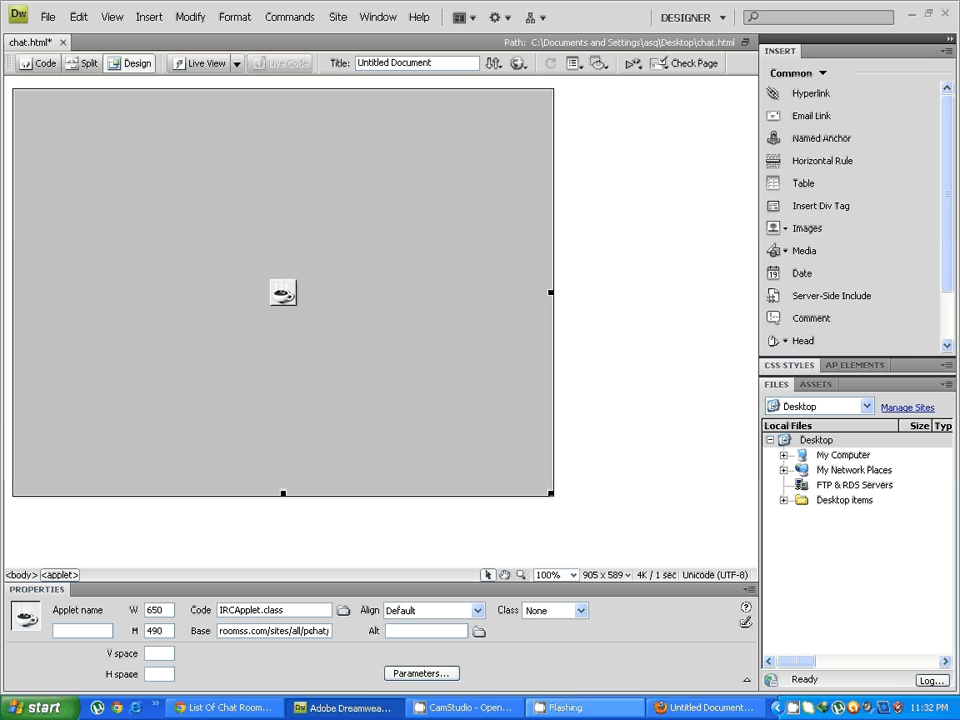 Dw File Edit View Insert Modify Format Commands Site Window Help DESIGNER
chat.html* Path: C:\Documents and Settings\asq\Desktop\chat.html
Code Split Design Live View Live Code Title: Untitled Document Check Page
INSERT
Common
Hyperlink
Email Link
Named Anchor
Horizontal Rule
Table
Insert Div Tag
Images
Media
19 Date
Server-Side Include
Comment
Head
CSS STYLES AP ELEMENTS
FILES ASSETS
Desktop Manage Sites
Local Files Size Typ
Desktop
My Computer
My Network Places
FTP & RDS Servers
Desktop items
<body> <applet> 100% 905 x 589 4K / 1 sec Unicode (UTF-8)
PROPERTIES
Applet name W 650 Code IRCApplet.class Align Default Class None
H 490 Base roomss.com/sites/all/pchat/ Alt
V space
H space
Parameters...
Ready Log...
start List Of Chat Room... Dw Adobe Dreamwea... CamStudio - Open... Flashing Untitled Document... 11:32 PM